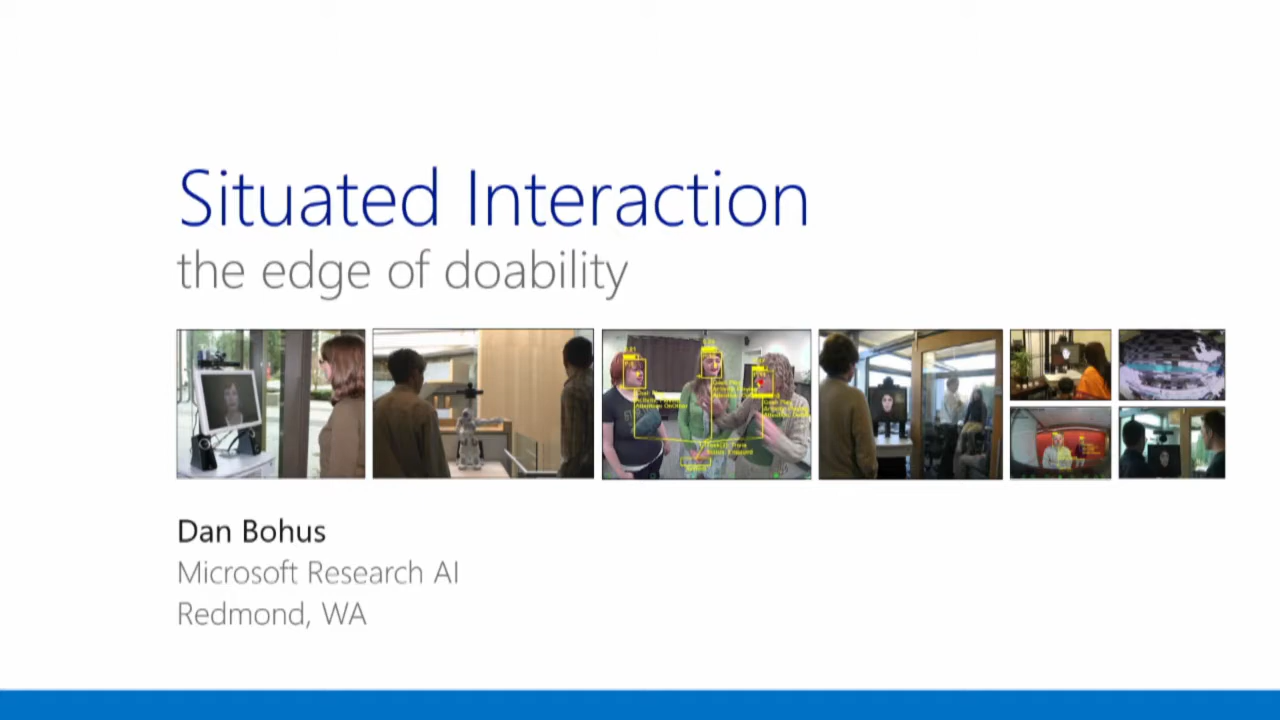 Situated Interaction
the edge of doability
Dan Bohus
Microsoft Research AI
Redmond, WA